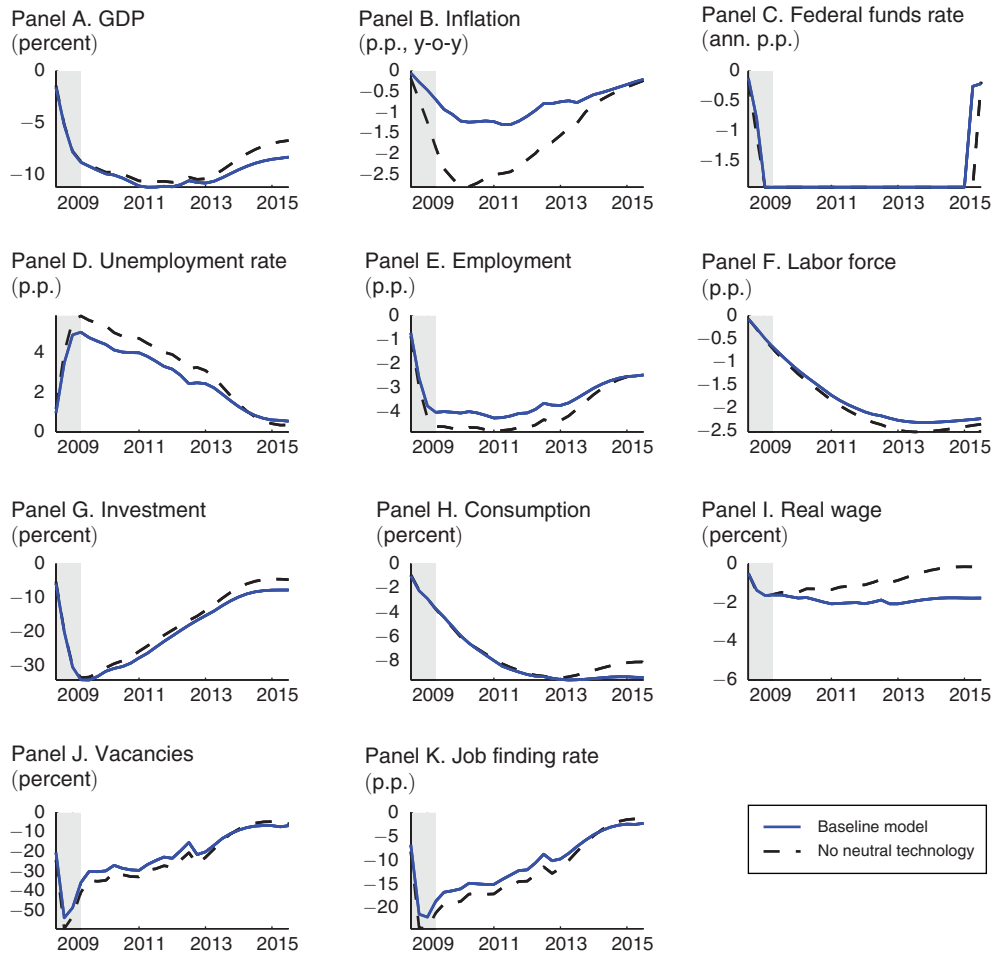 Panel A. GDP
(percent)
0
−5
−10
2009 2011 2013 2015
Panel B. Inflation
(p.p., y-o-y)
0
−0.5
−1
−1.5
−2
−2.5
2009 2011 2013 2015
Panel C. Federal funds rate
(ann. p.p.)
0
−0.5
−1
−1.5
2009 2011 2013 2015
Panel D. Unemployment rate
(p.p.)
4
2
0
2009 2011 2013 2015
Panel E. Employment
(p.p.)
0
−1
−2
−3
−4
2009 2011 2013 2015
Panel F. Labor force
(p.p.)
0
−0.5
−1
−1.5
−2
−2.5
2009 2011 2013 2015
Panel G. Investment
(percent)
0
−10
−20
−30
2009 2011 2013 2015
Panel H. Consumption
(percent)
0
−2
−4
−6
−8
2009 2011 2013 2015
Panel I. Real wage
(percent)
0
−2
−4
−6
2009 2011 2013 2015
Panel J. Vacancies
(percent)
0
−10
−20
−30
−40
−50
2009 2011 2013 2015
Panel K. Job finding rate
(p.p.)
0
−5
−10
−15
−20
2009 2011 2013 2015
Baseline model
No neutral technology